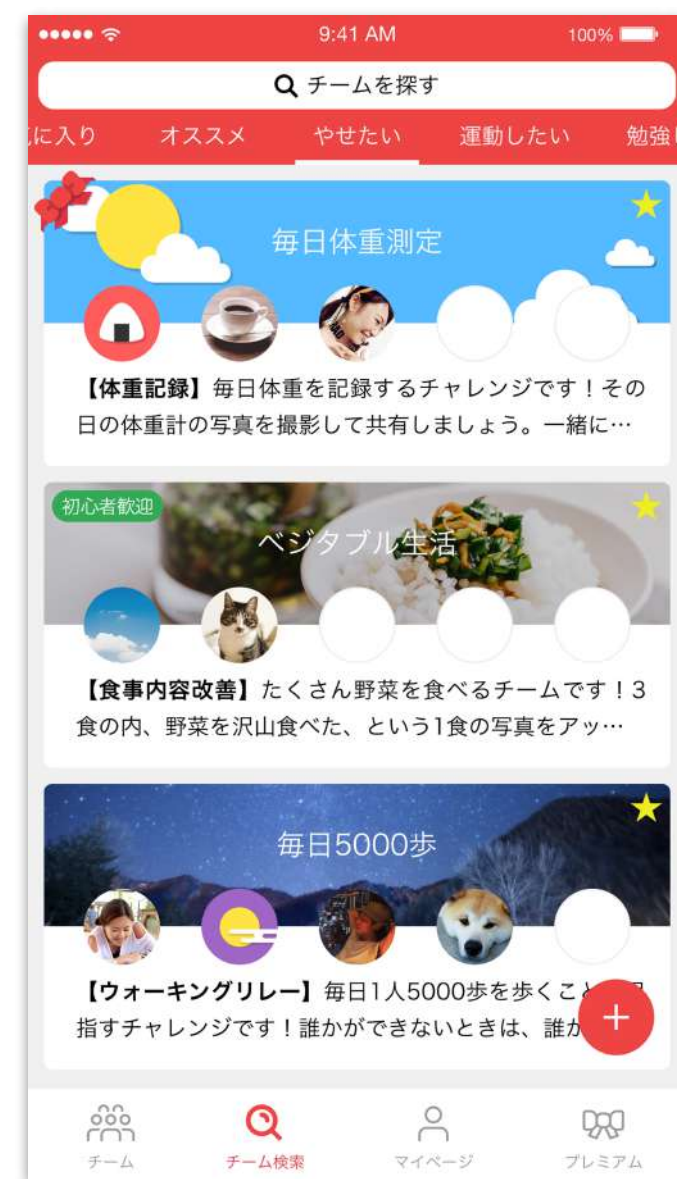 9:41 AM
100%
チームを探す
に入り オススメ やせたい 運動したい 勉強
毎日体重測定
【体重記録】毎日体重を記録するチャレンジです！その
日の体重計の写真を撮影して共有しましょう。一緒に…
初心者歓迎
ベジタブル生活
【食事内容改善】たくさん野菜を食べるチームです！3
食の内、野菜を沢山食べた、という1食の写真をアッ…
毎日5000歩
【ウォーキングリレー】毎日1人5000歩を歩くこと
指すチャレンジです！誰かができないときは、誰か
チーム チーム検索 マイページ プレミアム